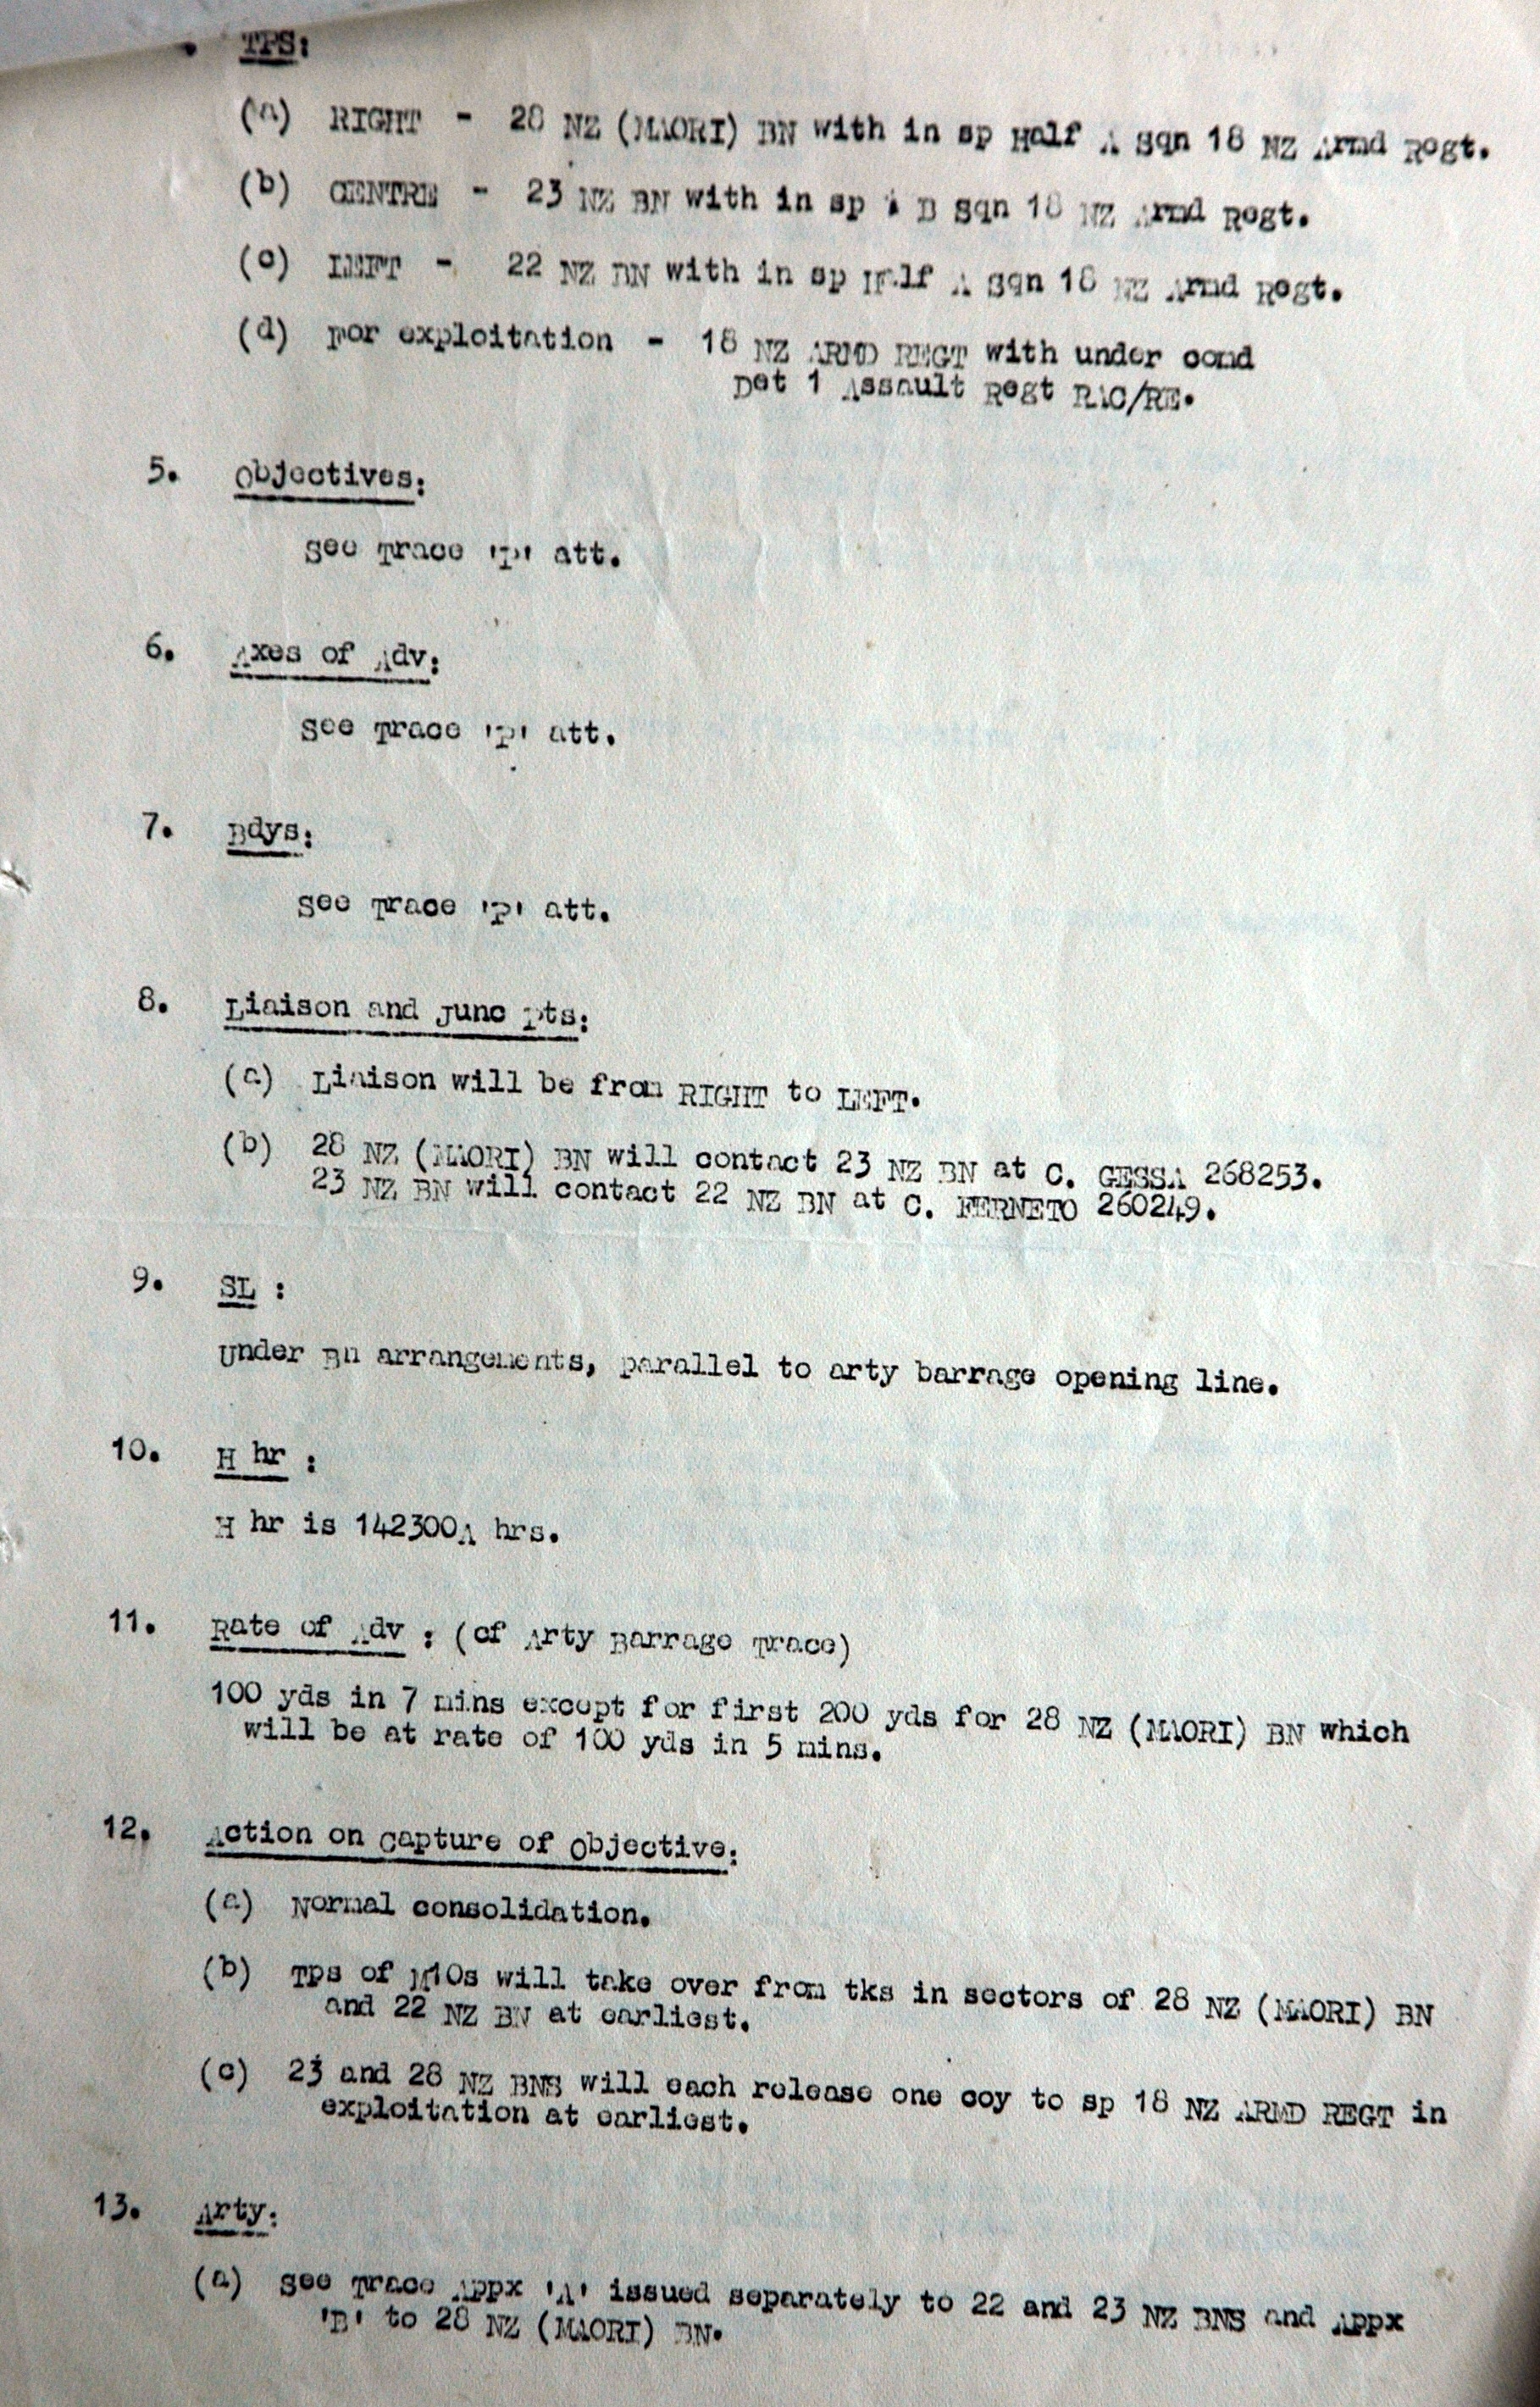 TPS:
(a) RIGHT - 28 NZ (MAORI) BN with in sp Half A Sqn 18 NZ Armd Regt.
(b) CENTRE - 23 NZ BN with in sp B Sqn 18 NZ Armd Regt.
(c) LEFT - 22 NZ BN with in sp Half A Sqn 18 NZ Armd Regt.
(d) For exploitation - 18 NZ ARMD REGT with under comd
Det 1 Assault Regt RAC/RE.
5. Objectives:
See Trace 'P' att.
6. Axes of Adv:
See Trace 'P' att.
7. Bdys:
See Trace 'P' att.
8. Liaison and Junc Pts:
(a) Liaison will be from RIGHT to LEFT.
(b) 28 NZ (MAORI) BN will contact 23 NZ BN at C. GESSA 268253.
23 NZ BN will contact 22 NZ BN at C. FERNETO 260249.
9. SL :
Under Bn arrangements, parallel to arty barrage opening line.
10. H hr :
H hr is 142300A hrs.
11. Rate of Adv : (of Arty Barrage Trace)
100 yds in 7 mins except for first 200 yds for 28 NZ (MAORI) BN which
will be at rate of 100 yds in 5 mins.
12. Action on Capture of Objective:
(a) Normal consolidation.
(b) Tps of M10s will take over from tks in sectors of 28 NZ (MAORI) BN
and 22 NZ BN at earliest.
(c) 23 and 28 NZ BNS will each release one coy to sp 18 NZ ARMD REGT in
exploitation at earliest.
13. Arty:
(a) See Trace Appx 'A' issued separately to 22 and 23 NZ BNS and Appx
'B' to 28 NZ (MAORI) BN.